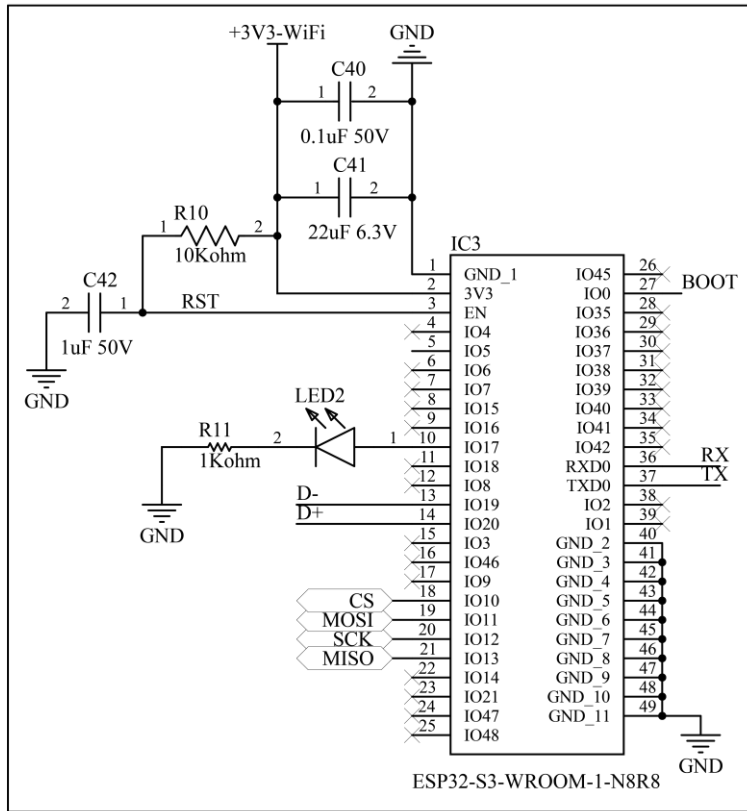 +3V3-WiFi
GND
C40
1 2
0.1uF 50V
C41
1 2
22uF 6.3V
R10
1 2
10Kohm
C42
2 1
1uF 50V
GND
RST
IC3
1 GND_1 IO45 26
2 3V3 IO0 27 BOOT
3 EN IO35 28
4 IO4 IO36 29
5 IO5 IO37 30
6 IO6 IO38 31
7 IO7 IO39 32
8 IO15 IO40 33
9 IO16 IO41 34
LED2
R11
1Kohm
2 1
GND
10 IO17 IO42 35
11 IO18 RXD0 36 RX
12 IO8 TXD0 37 TX
D- 13 IO19 IO2 38
D+ 14 IO20 IO1 39
15 IO3 GND_2 40
16 IO46 GND_3 41
17 IO9 GND_4 42
CS 18 IO10 GND_5 43
MOSI 19 IO11 GND_6 44
SCK 20 IO12 GND_7 45
MISO 21 IO13 GND_8 46
22 IO14 GND_9 47
23 IO21 GND_10 48
24 IO47 GND_11 49
25 IO48
GND
ESP32-S3-WROOM-1-N8R8